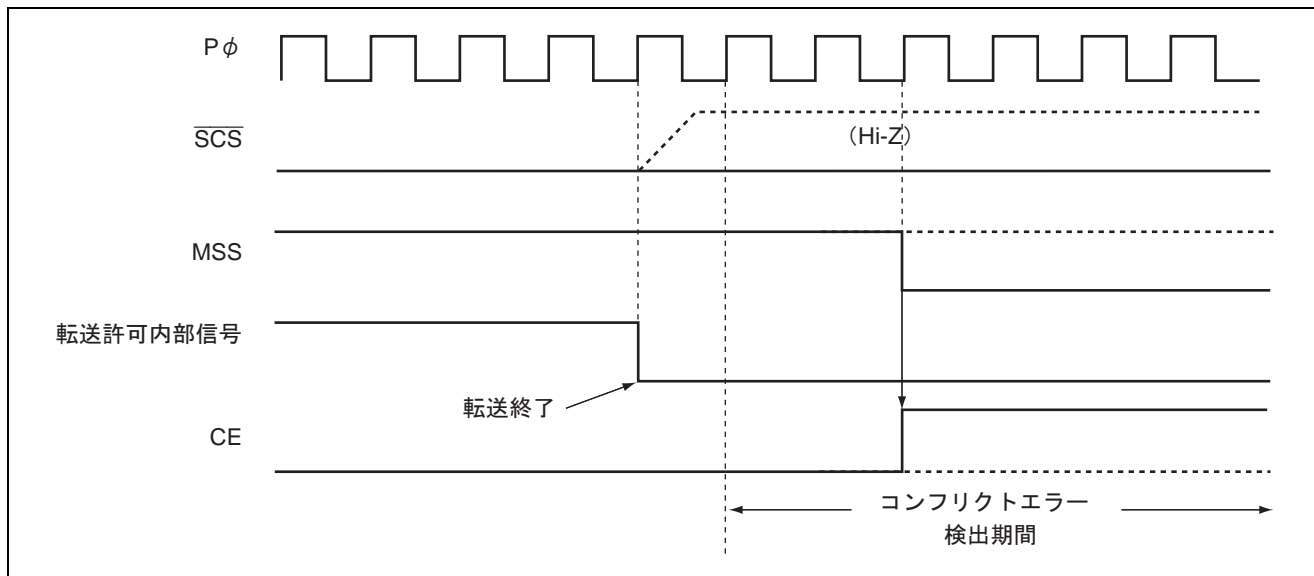 Pφ
SCS
(Hi-Z)
MSS
転送許可内部信号
転送終了
CE
コンフリクトエラー
検出期間